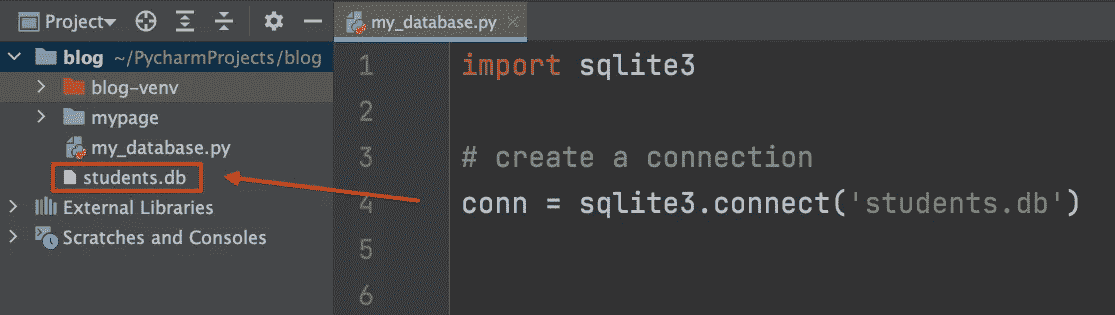 Project
blog ~/PycharmProjects/blog
blog-venv
mypage
my_database.py
students.db
External Libraries
Scratches and Consoles
my_database.py
1 import sqlite3
2
3 # create a connection
4 conn = sqlite3.connect('students.db')
5
6